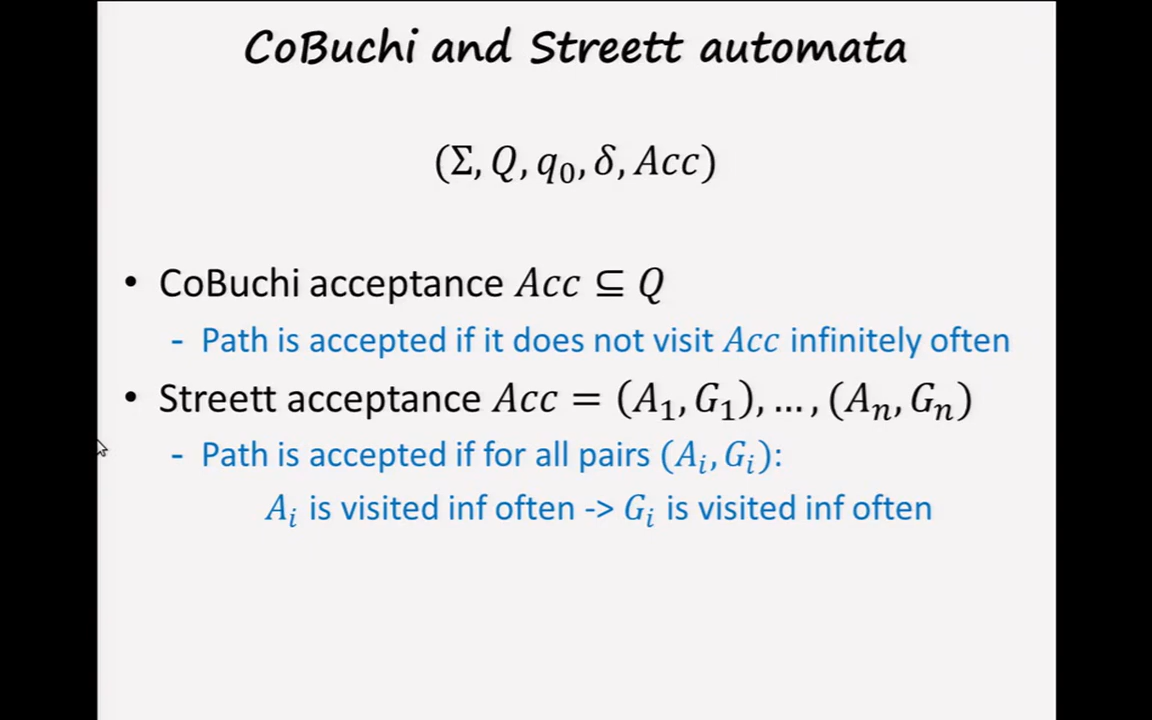 CoBuchi and Streett automata
(Σ, Q, q₀, δ, Acc)
• CoBuchi acceptance Acc ⊆ Q
- Path is accepted if it does not visit Acc infinitely often
• Streett acceptance Acc = (A₁, G₁), … , (Aₙ, Gₙ)
- Path is accepted if for all pairs (Aᵢ, Gᵢ):
Aᵢ is visited inf often -> Gᵢ is visited inf often